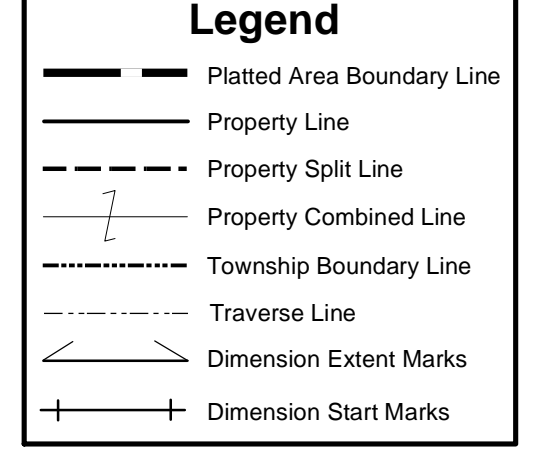 Legend
Platted Area Boundary Line
Property Line
Property Split Line
Property Combined Line
Township Boundary Line
Traverse Line
Dimension Extent Marks
Dimension Start Marks